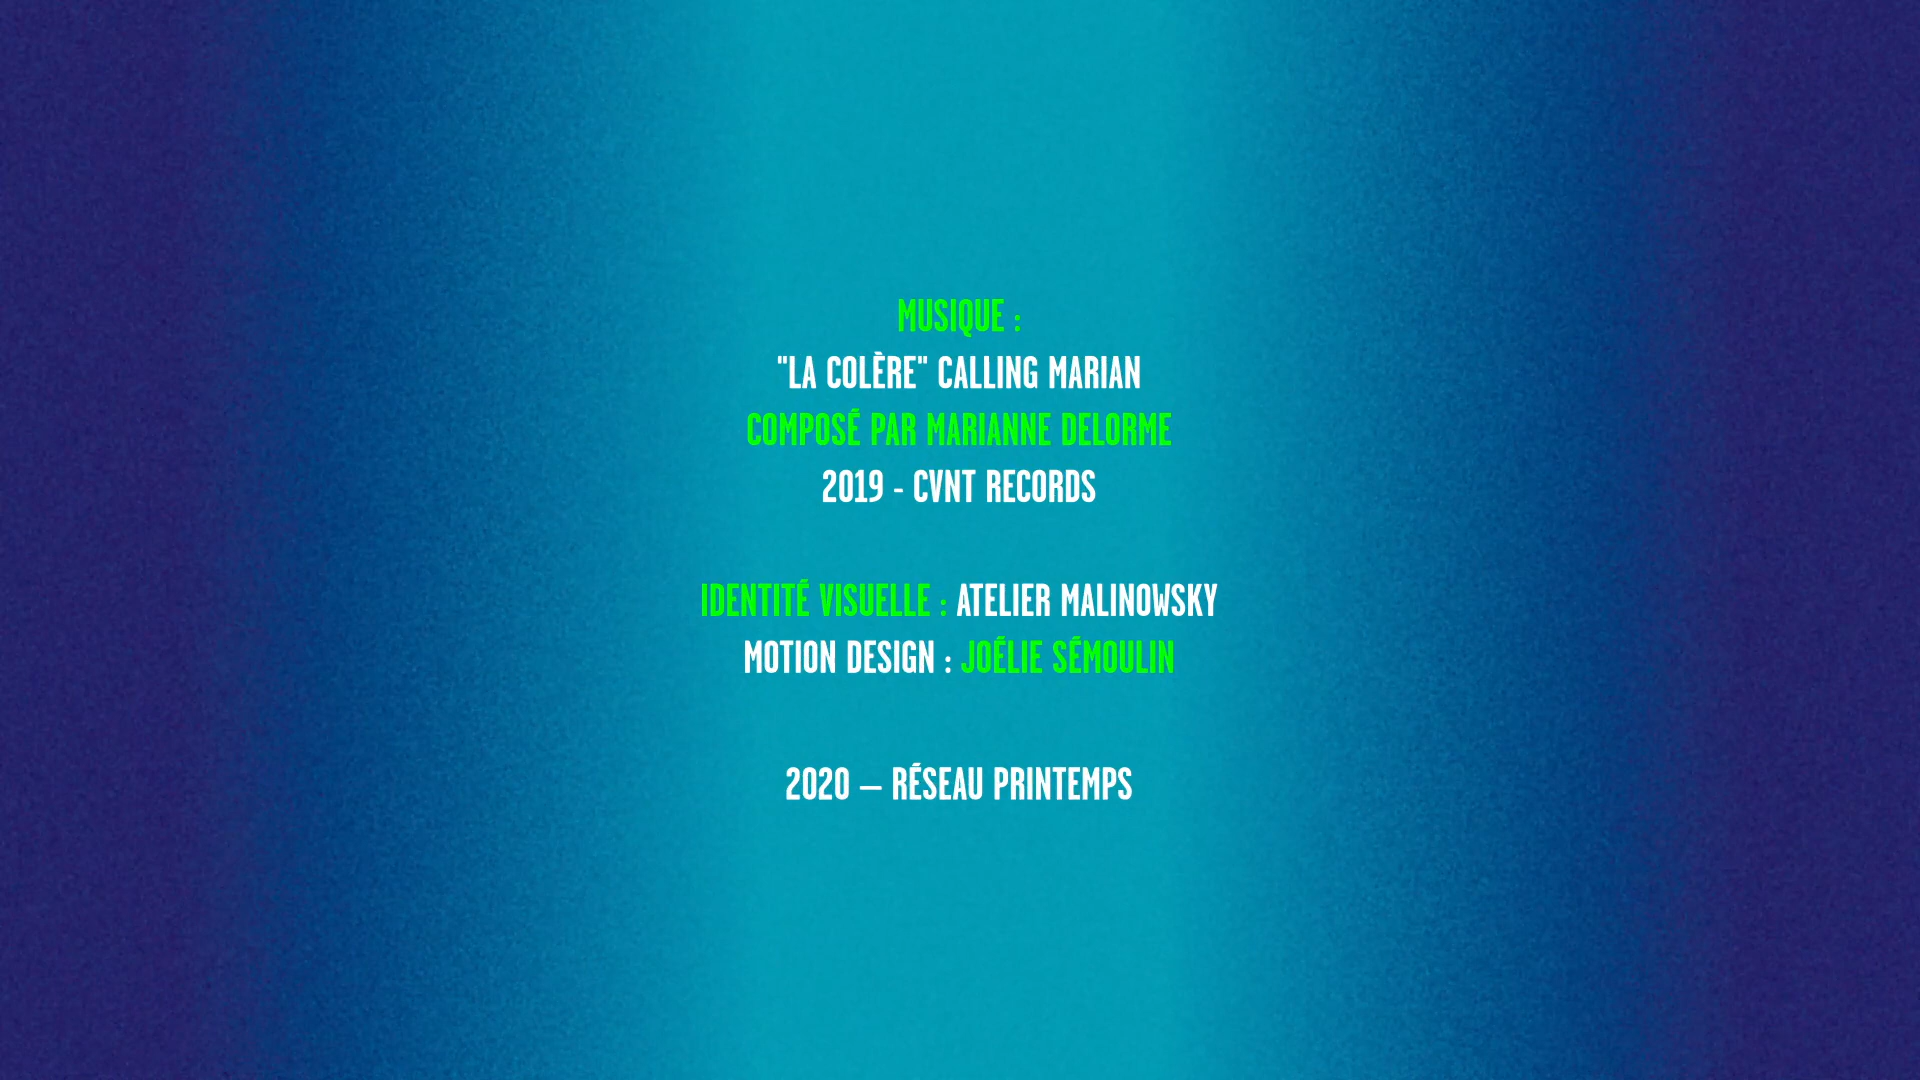 MUSIQUE :
"LA COLÈRE" CALLING MARIAN
COMPOSÉ PAR MARIANNE DELORME
2019 - CVNT RECORDS
IDENTITÉ VISUELLE : ATELIER MALINOWSKY
MOTION DESIGN : JOÉLIE SÉMOULIN
2020 – RÉSEAU PRINTEMPS